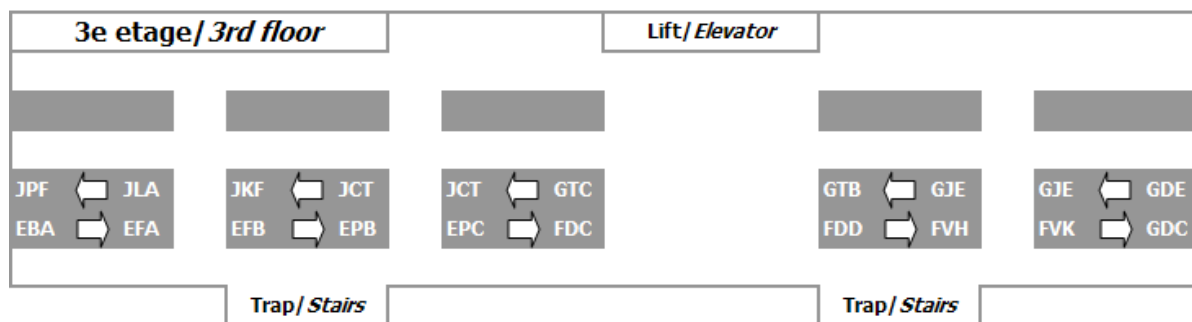 3e etage/3rd floor
Lift/Elevator
JPF JLA JKF JCT JCT GTC GTB GJE GJE GDE
EBA EFA EFB EPB EPC FDC FDD FVH FVK GDC
Trap/Stairs Trap/Stairs